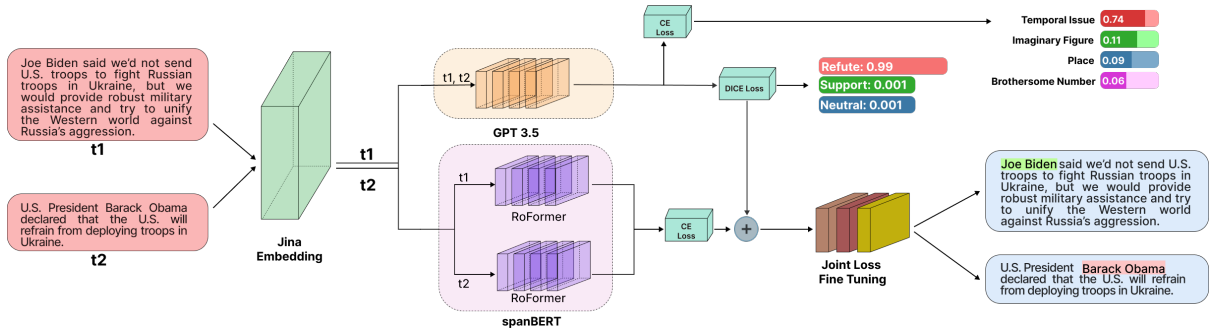 Joe Biden said we'd not send
U.S. troops to fight Russian
troops in Ukraine, but we
would provide robust military
assistance and try to unify
the Western world against
Russia's aggression.
t1
U.S. President Barack Obama
declared that the U.S. will
refrain from deploying troops in
Ukraine.
t2
Jina
Embedding
t1
t2
t1, t2
GPT 3.5
t1
RoFormer
t2
RoFormer
spanBERT
CE
Loss
DICE Loss
CE
Loss
+
Refute: 0.99
Support: 0.001
Neutral: 0.001
Temporal Issue 0.74
Imaginary Figure 0.11
Place 0.09
Brothersome Number 0.06
Joint Loss
Fine Tuning
Joe Biden said we'd not send U.S.
troops to fight Russian troops in
Ukraine, but we would provide
robust military assistance and try
to unify the Western world
against Russia's aggression.
U.S. President Barack Obama
declared that the U.S. will refrain
from deploying troops in Ukraine.